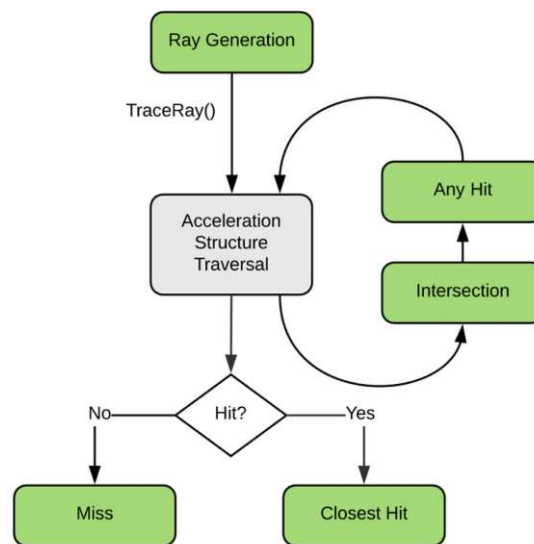 Ray Generation
TraceRay()
Acceleration
Structure
Traversal
Any Hit
Intersection
Hit?
No
Yes
Miss
Closest Hit